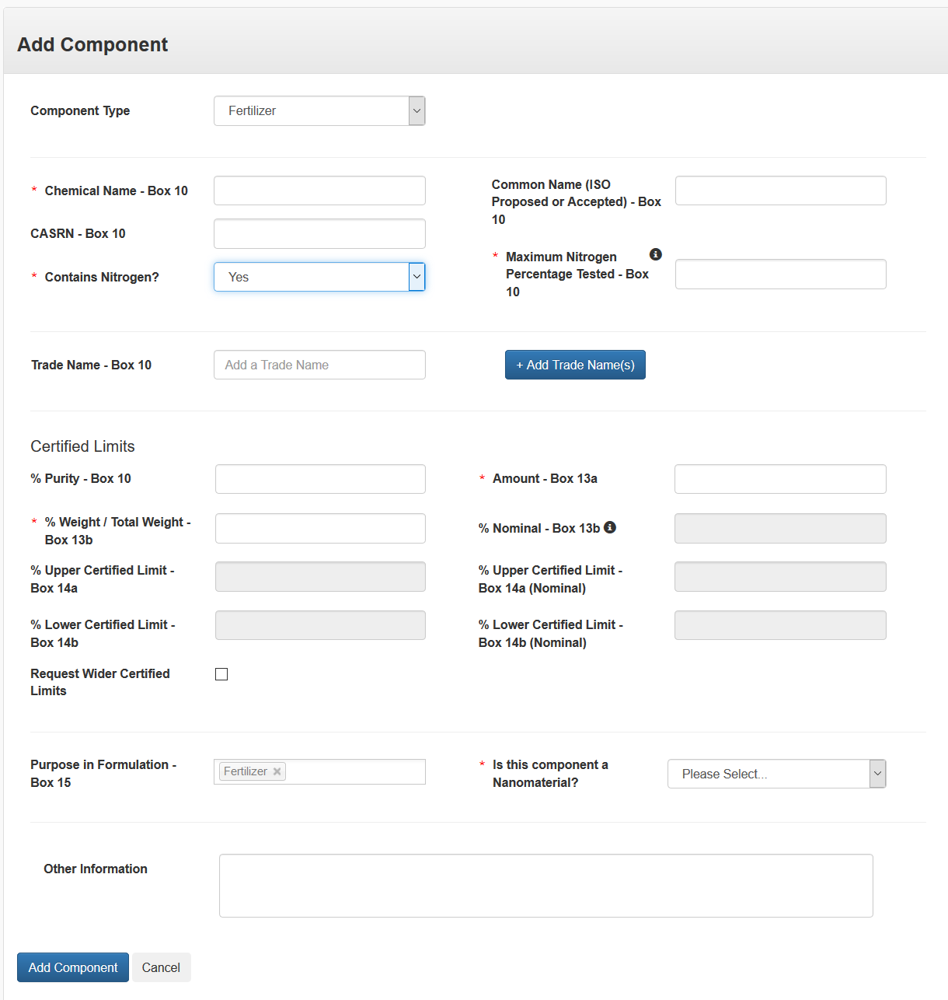 Add Component
Component Type
Fertilizer
* Chemical Name - Box 10
Common Name (ISO
Proposed or Accepted) - Box
10
CASRN - Box 10
* Contains Nitrogen?
Yes
* Maximum Nitrogen
Percentage Tested - Box
10
Trade Name - Box 10
Add a Trade Name
+ Add Trade Name(s)
Certified Limits
% Purity - Box 10
* Amount - Box 13a
* % Weight / Total Weight -
Box 13b
% Nominal - Box 13b
% Upper Certified Limit -
Box 14a
% Upper Certified Limit -
Box 14a (Nominal)
% Lower Certified Limit -
Box 14b
% Lower Certified Limit -
Box 14b (Nominal)
Request Wider Certified
Limits
Purpose in Formulation -
Box 15
Fertilizer ×
* Is this component a
Nanomaterial?
Please Select...
Other Information
Add Component
Cancel